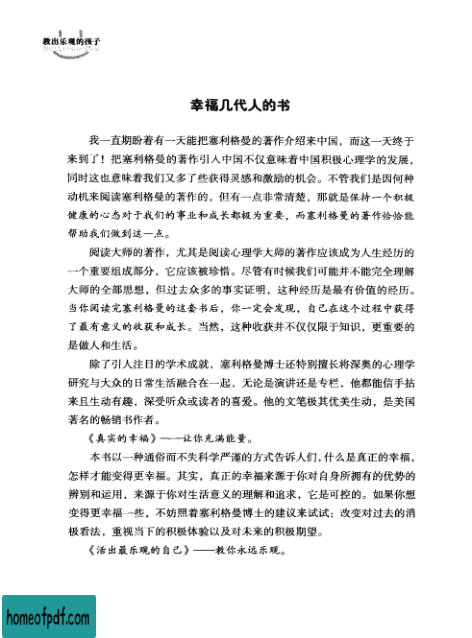 教出乐观的孩子
幸福几代人的书
我一直期盼着有一天能把塞利格曼的著作介绍来中国，而这一天终于
来到了！把塞利格曼的著作引入中国不仅意味着中国积极心理学的发展，
同时这也意味着我们又多了些获得灵感和激励的机会。不管我们是因何种
动机来阅读塞利格曼的著作的，但有一点非常清楚，那就是保持一个积极
健康的心态对于我们的事业和成长都极为重要，而塞利格曼的著作恰恰能
帮助我们做到这一点。
阅读大师的著作，尤其是阅读心理学大师的著作应该成为人生经历的
一个重要组成部分，它应该被珍惜。尽管有时候我们可能并不能完全理解
大师的全部思想，但过去众多的事实证明，这种经历是最有价值的经历。
当你阅读完塞利格曼的这套书后，你一定会发现，自己在这个过程中获得
了最有意义的收获和成长。当然，这种收获并不仅仅限于知识，更重要的
是做人和生活。
除了引人注目的学术成就，塞利格曼博士还特别擅长将深奥的心理学
研究与大众的日常生活融合在一起，无论是演讲还是专栏，他都能信手拈
来且生动有趣，深受听众或读者的喜爱。他的文笔极其优美生动，是美国
著名的畅销书作者。
《真实的幸福》——让你充满能量。
本书以一种通俗而不失科学严谨的方式告诉人们，什么是真正的幸福，
怎样才能变得更幸福。其实，真正的幸福来源于你对自身所拥有的优势的
辨别和运用，来源于你对生活意义的理解和追求，它是可控的。如果你想
变得更幸福一些，不妨照着塞利格曼博士的建议来试试：改变对过去的消
极看法，重视当下的积极体验以及对未来的积极期望。
《活出最乐观的自己》——教你永远乐观。
homeofpdf.com